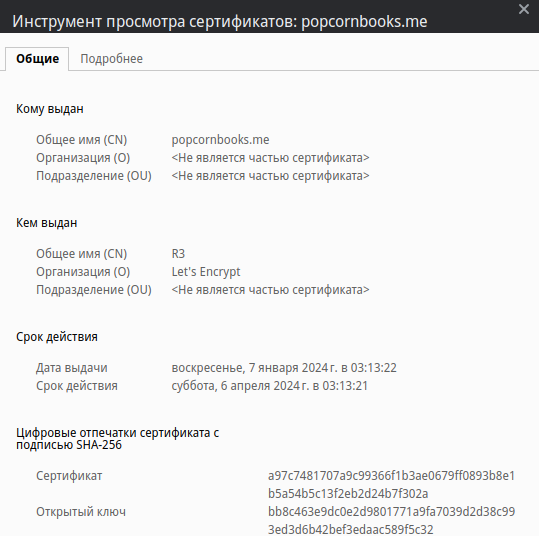 Инструмент просмотра сертификатов: popcornbooks.me
Общие Подробнее
Кому выдан
Общее имя (CN) popcornbooks.me
Организация (O) <Не является частью сертификата>
Подразделение (OU) <Не является частью сертификата>
Кем выдан
Общее имя (CN) R3
Организация (O) Let's Encrypt
Подразделение (OU) <Не является частью сертификата>
Срок действия
Дата выдачи воскресенье, 7 января 2024 г. в 03:13:22
Срок действия суббота, 6 апреля 2024 г. в 03:13:21
Цифровые отпечатки сертификата с
подписью SHA-256
Сертификат a97c7481707a9c99366f1b3ae0679ff0893b8e1
b5a54b5c13f2eb2d24b7f302a
Открытый ключ bb8c463e9dc0e2d9801771a9fa7039d2d38c99
3ed3d6b42bef3edaac589f5c32